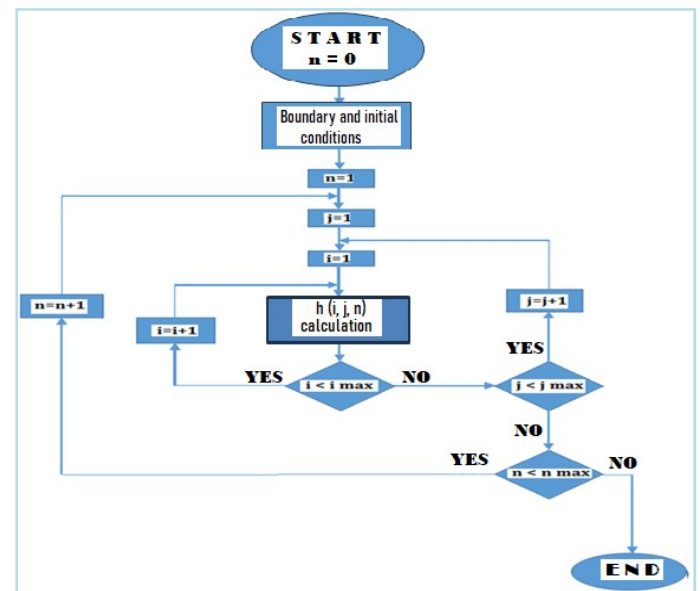 START
n = 0
Boundary and initial
conditions
n=1
j=1
i=1
n=n+1
i=i+1
h (i, j, n)
calculation
j=j+1
YES
YES
i < i max
NO
j < j max
NO
YES
n < n max
NO
END